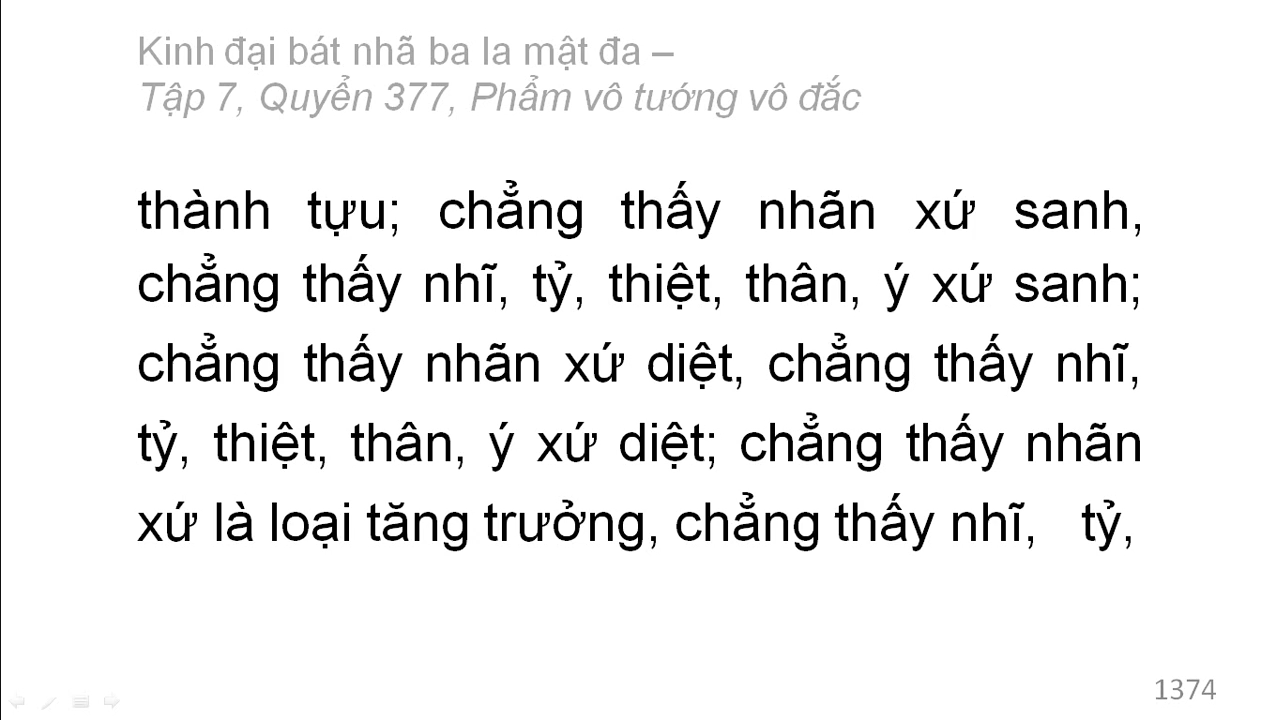 Kinh đại bát nhã ba la mật đa –
Tập 7, Quyển 377, Phẩm vô tướng vô đắc
thành tựu; chẳng thấy nhãn xứ sanh,
chẳng thấy nhĩ, tỷ, thiệt, thân, ý xứ sanh;
chẳng thấy nhãn xứ diệt, chẳng thấy nhĩ,
tỷ, thiệt, thân, ý xứ diệt; chẳng thấy nhãn
xứ là loại tăng trưởng, chẳng thấy nhĩ, tỷ,
1374